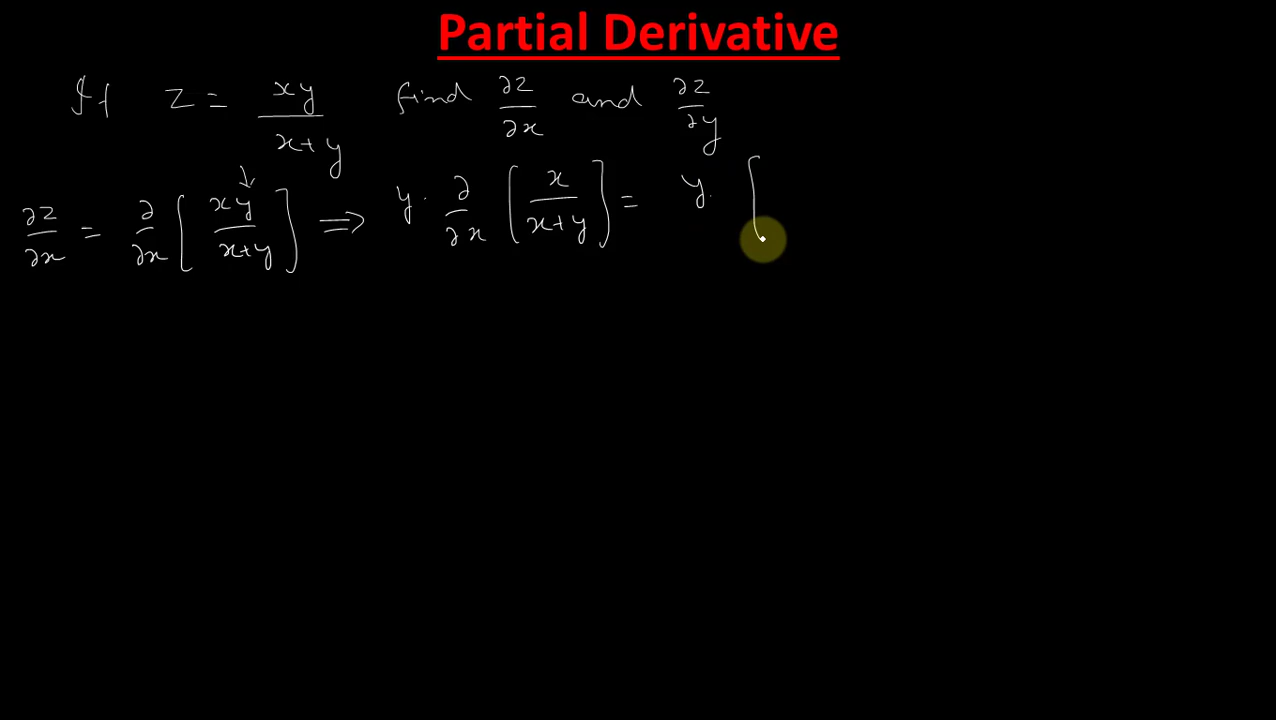 Partial Derivative
If z = xy/(x+y) find ∂z/∂x and ∂z/∂y
∂z/∂x = ∂/∂x [xy/(x+y)] ⇒ y · ∂/∂x [x/(x+y)] = y · [